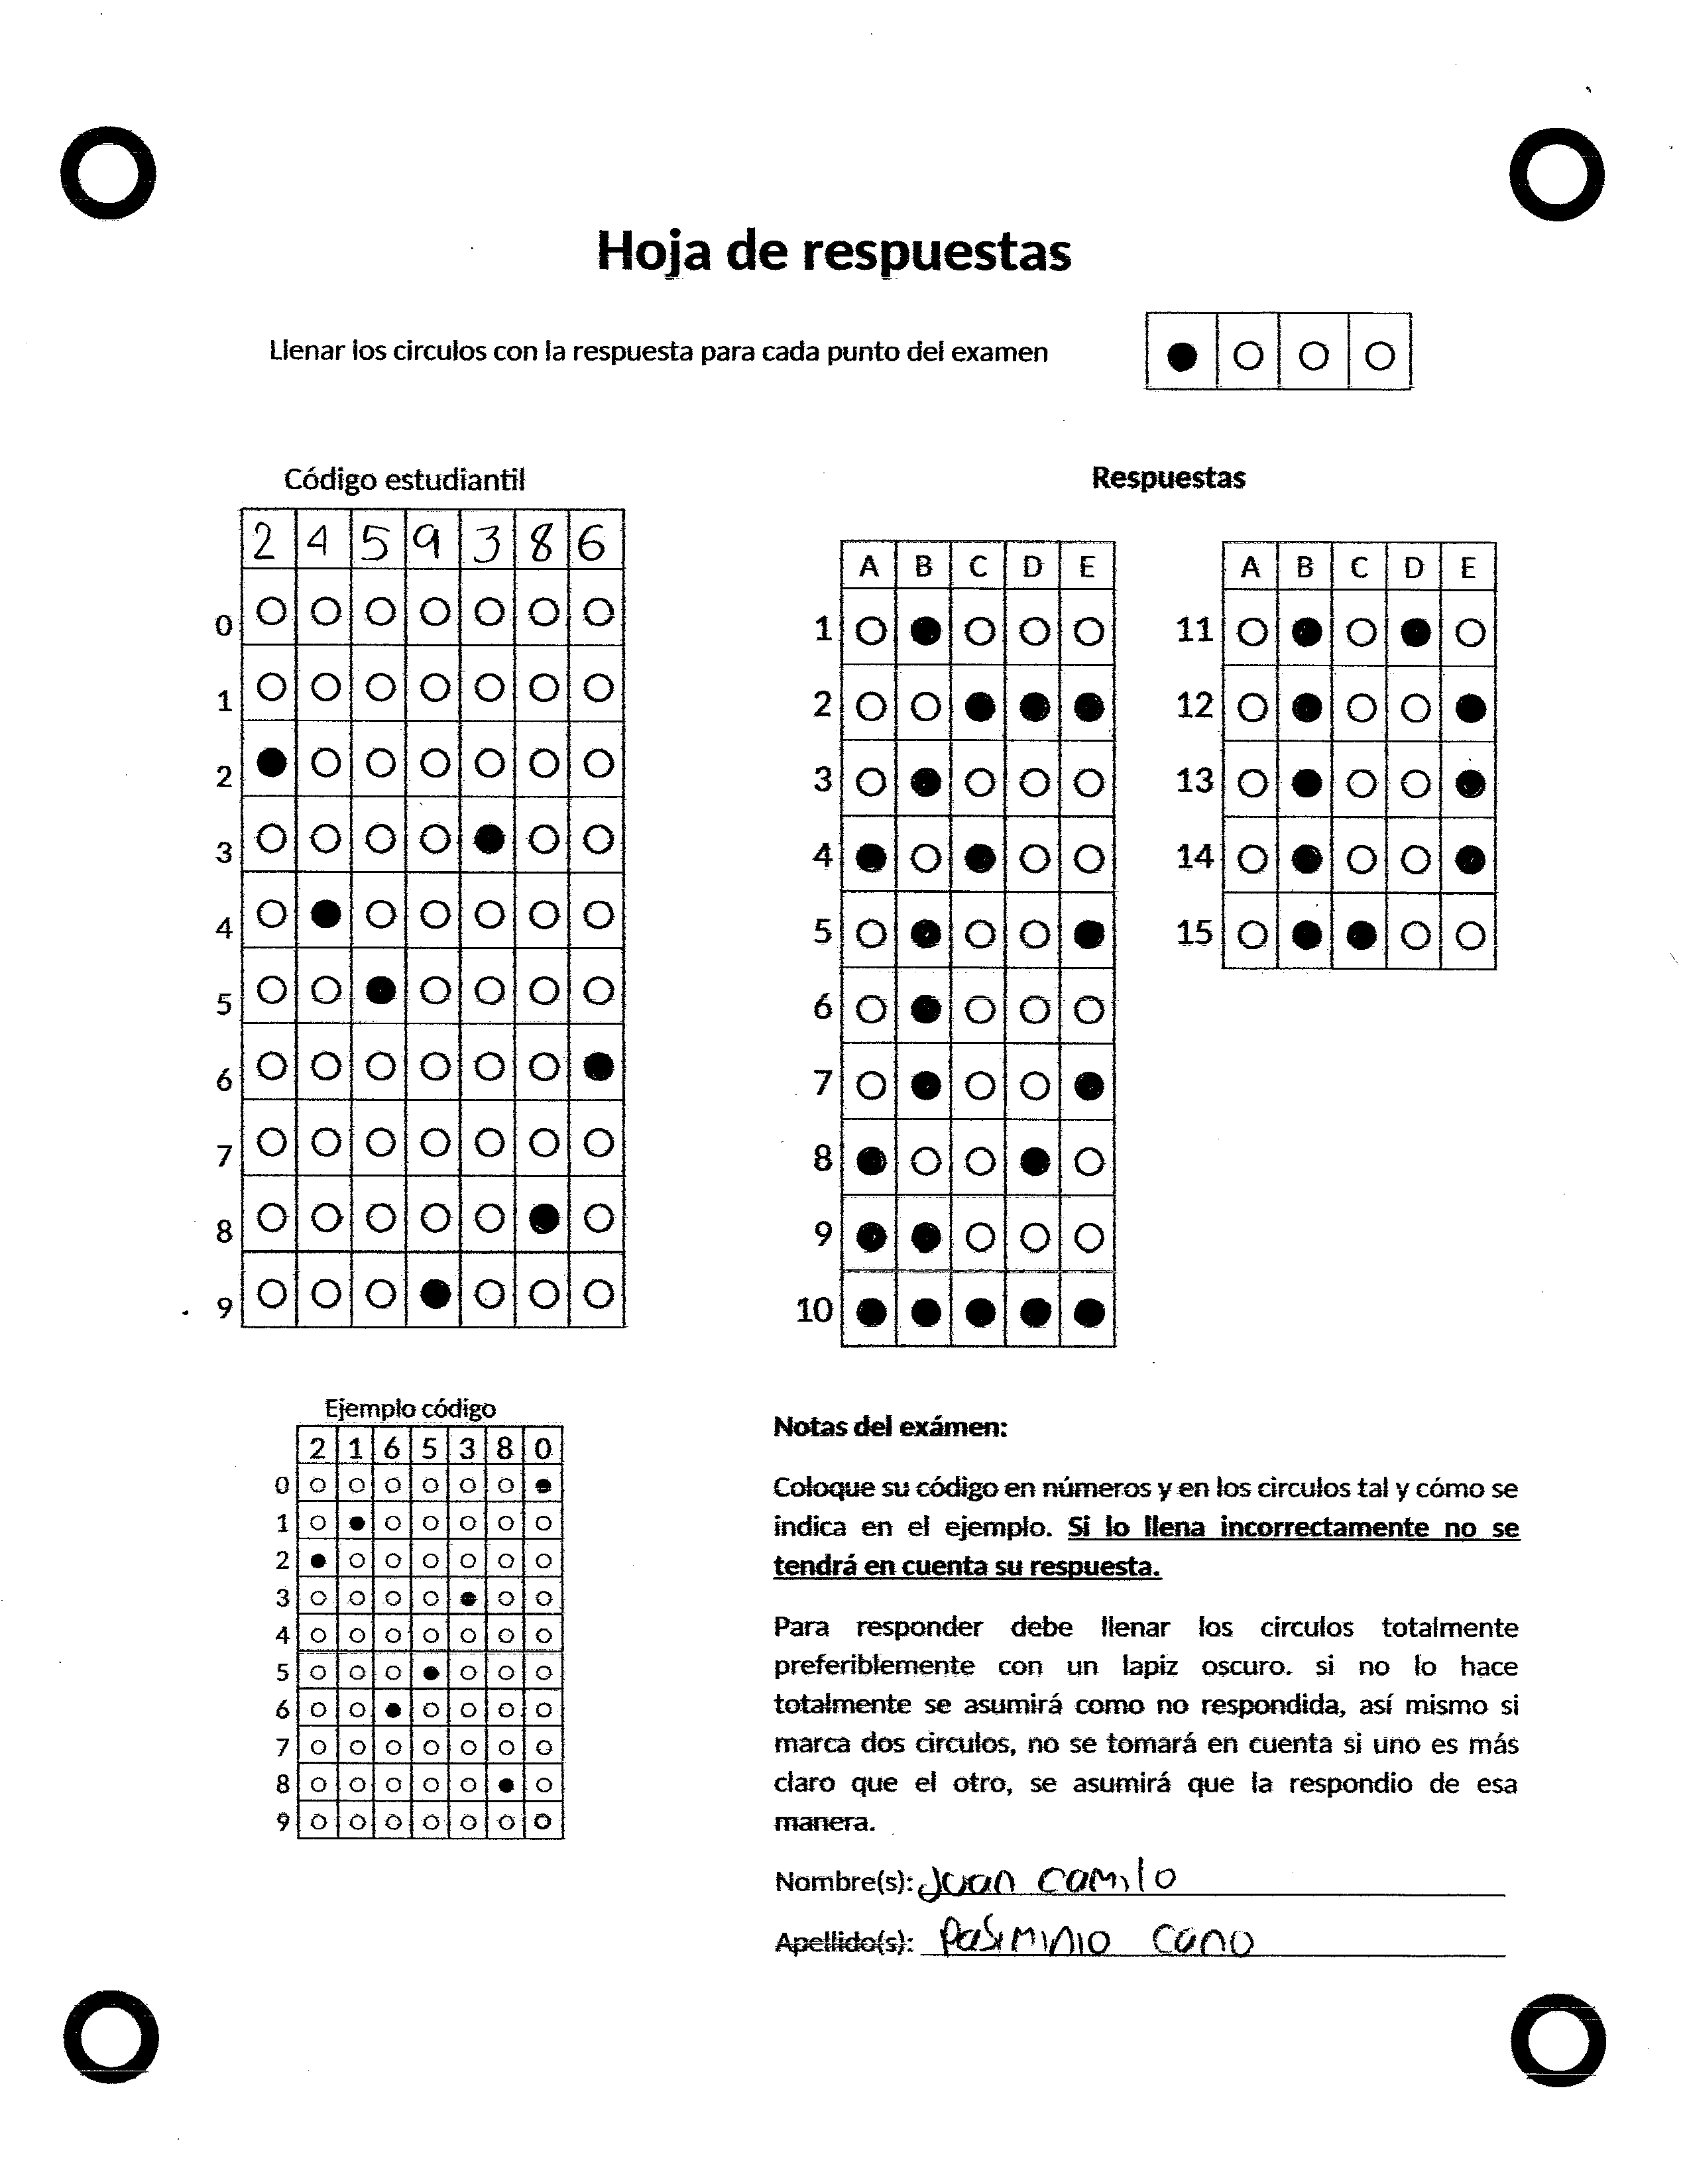 Hoja de respuestas
Llenar los circulos con la respuesta para cada punto del examen
Código estudiantil
2 4 5 9 3 8 6
0
1
2
3
4
5
6
7
8
9
Respuestas
A B C D E
1
2
3
4
5
6
7
8
9
10
A B C D E
11
12
13
14
15
Ejemplo código
2 1 6 5 3 8 0
0
1
2
3
4
5
6
7
8
9
Notas del exámen:
Coloque su código en números y en los circulos tal y cómo se
indica en el ejemplo. Si lo llena incorrectamente no se
tendrá en cuenta su respuesta.
Para responder debe llenar los circulos totalmente
preferiblemente con un lapiz oscuro. si no lo hace
totalmente se asumirá como no respondida, así mismo si
marca dos circulos, no se tomará en cuenta si uno es más
claro que el otro, se asumirá que la respondio de esa
manera.
Nombre(s): Juan Camilo
Apellido(s): Pasiminio Cano